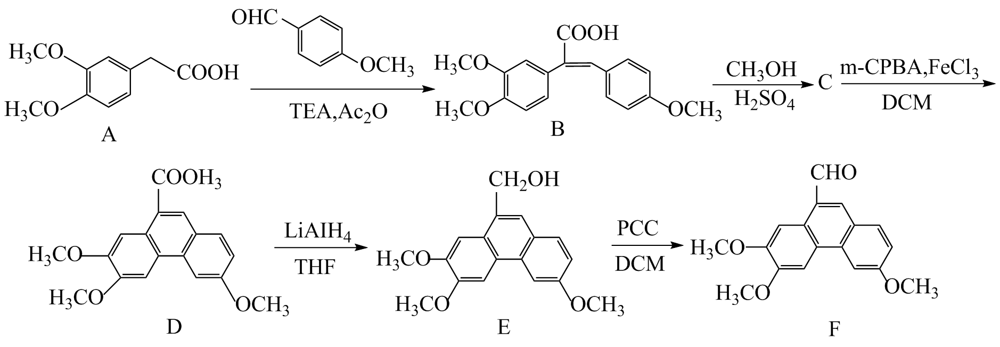 OHC
OCH3
H3CO
COOH
H3CO
A
TEA,Ac2O
COOH
H3CO
H3CO
OCH3
B
CH3OH
H2SO4
C
m-CPBA,FeCl3
DCM
COOH3
H3CO
H3CO
OCH3
D
LiAIH4
THF
CH2OH
H3CO
H3CO
OCH3
E
PCC
DCM
CHO
H3CO
H3CO
OCH3
F